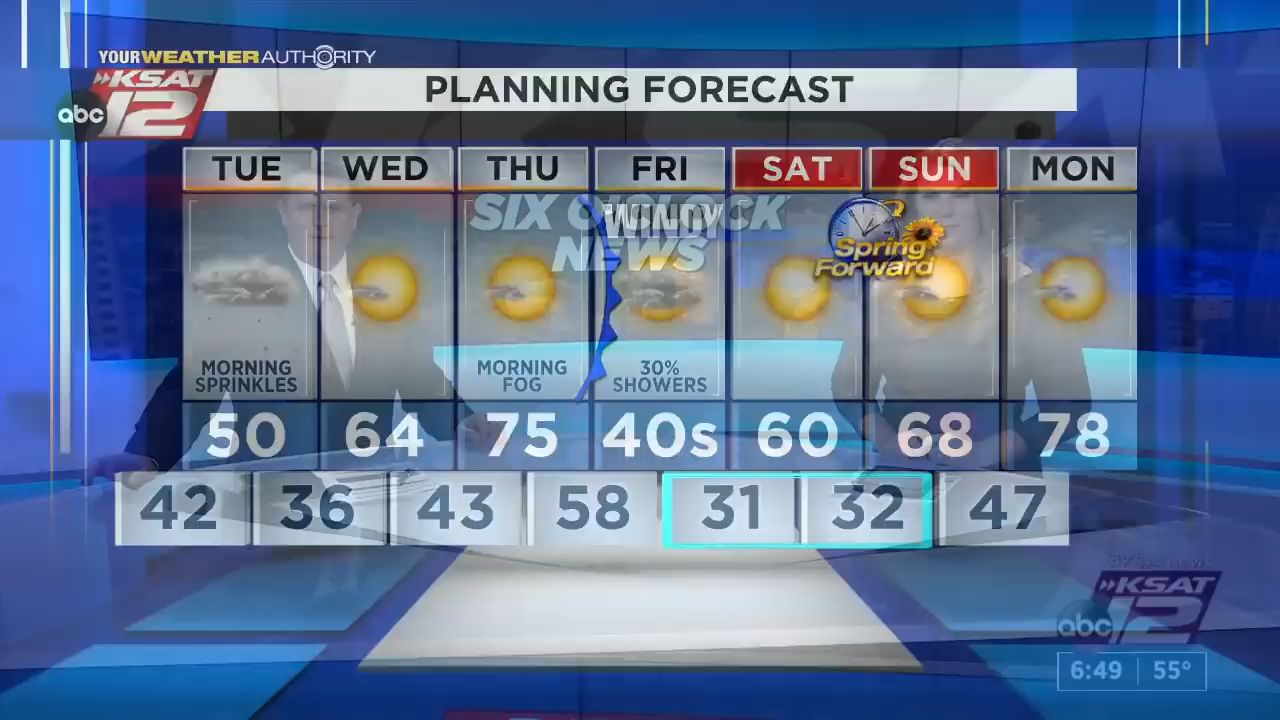 YOUR WEATHER AUTHORITY
KSAT
abc 12
PLANNING FORECAST
TUE WED THU FRI SAT SUN MON
SIX O'CLOCK
NEWS
WINDY
Spring
Forward
MORNING
SPRINKLES
MORNING
FOG
30%
SHOWERS
50 64 75 40s 60 68 78
42 36 43 58 31 32 47
KSAT
abc 12
6:49 55°